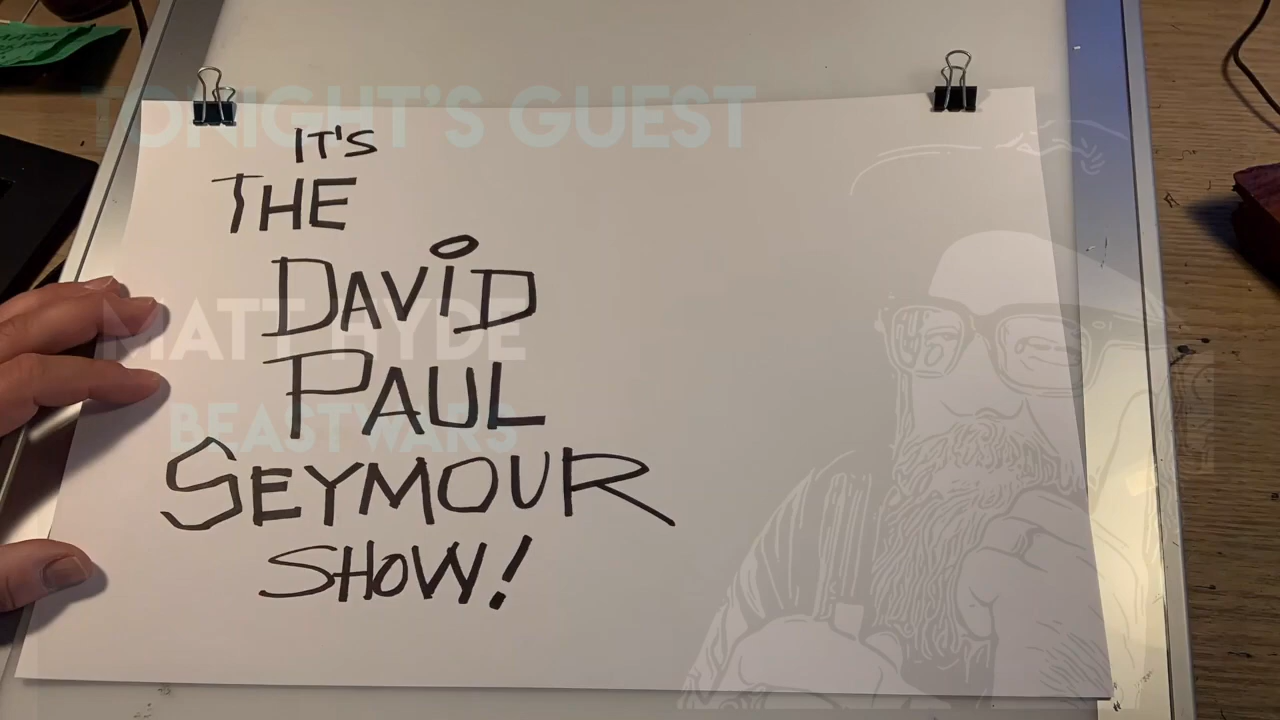 TONIGHT'S GUEST
IT'S
THE
DAVID
MATT HYDE
PAUL
BEASTWARS
SEYMOUR
SHOW!